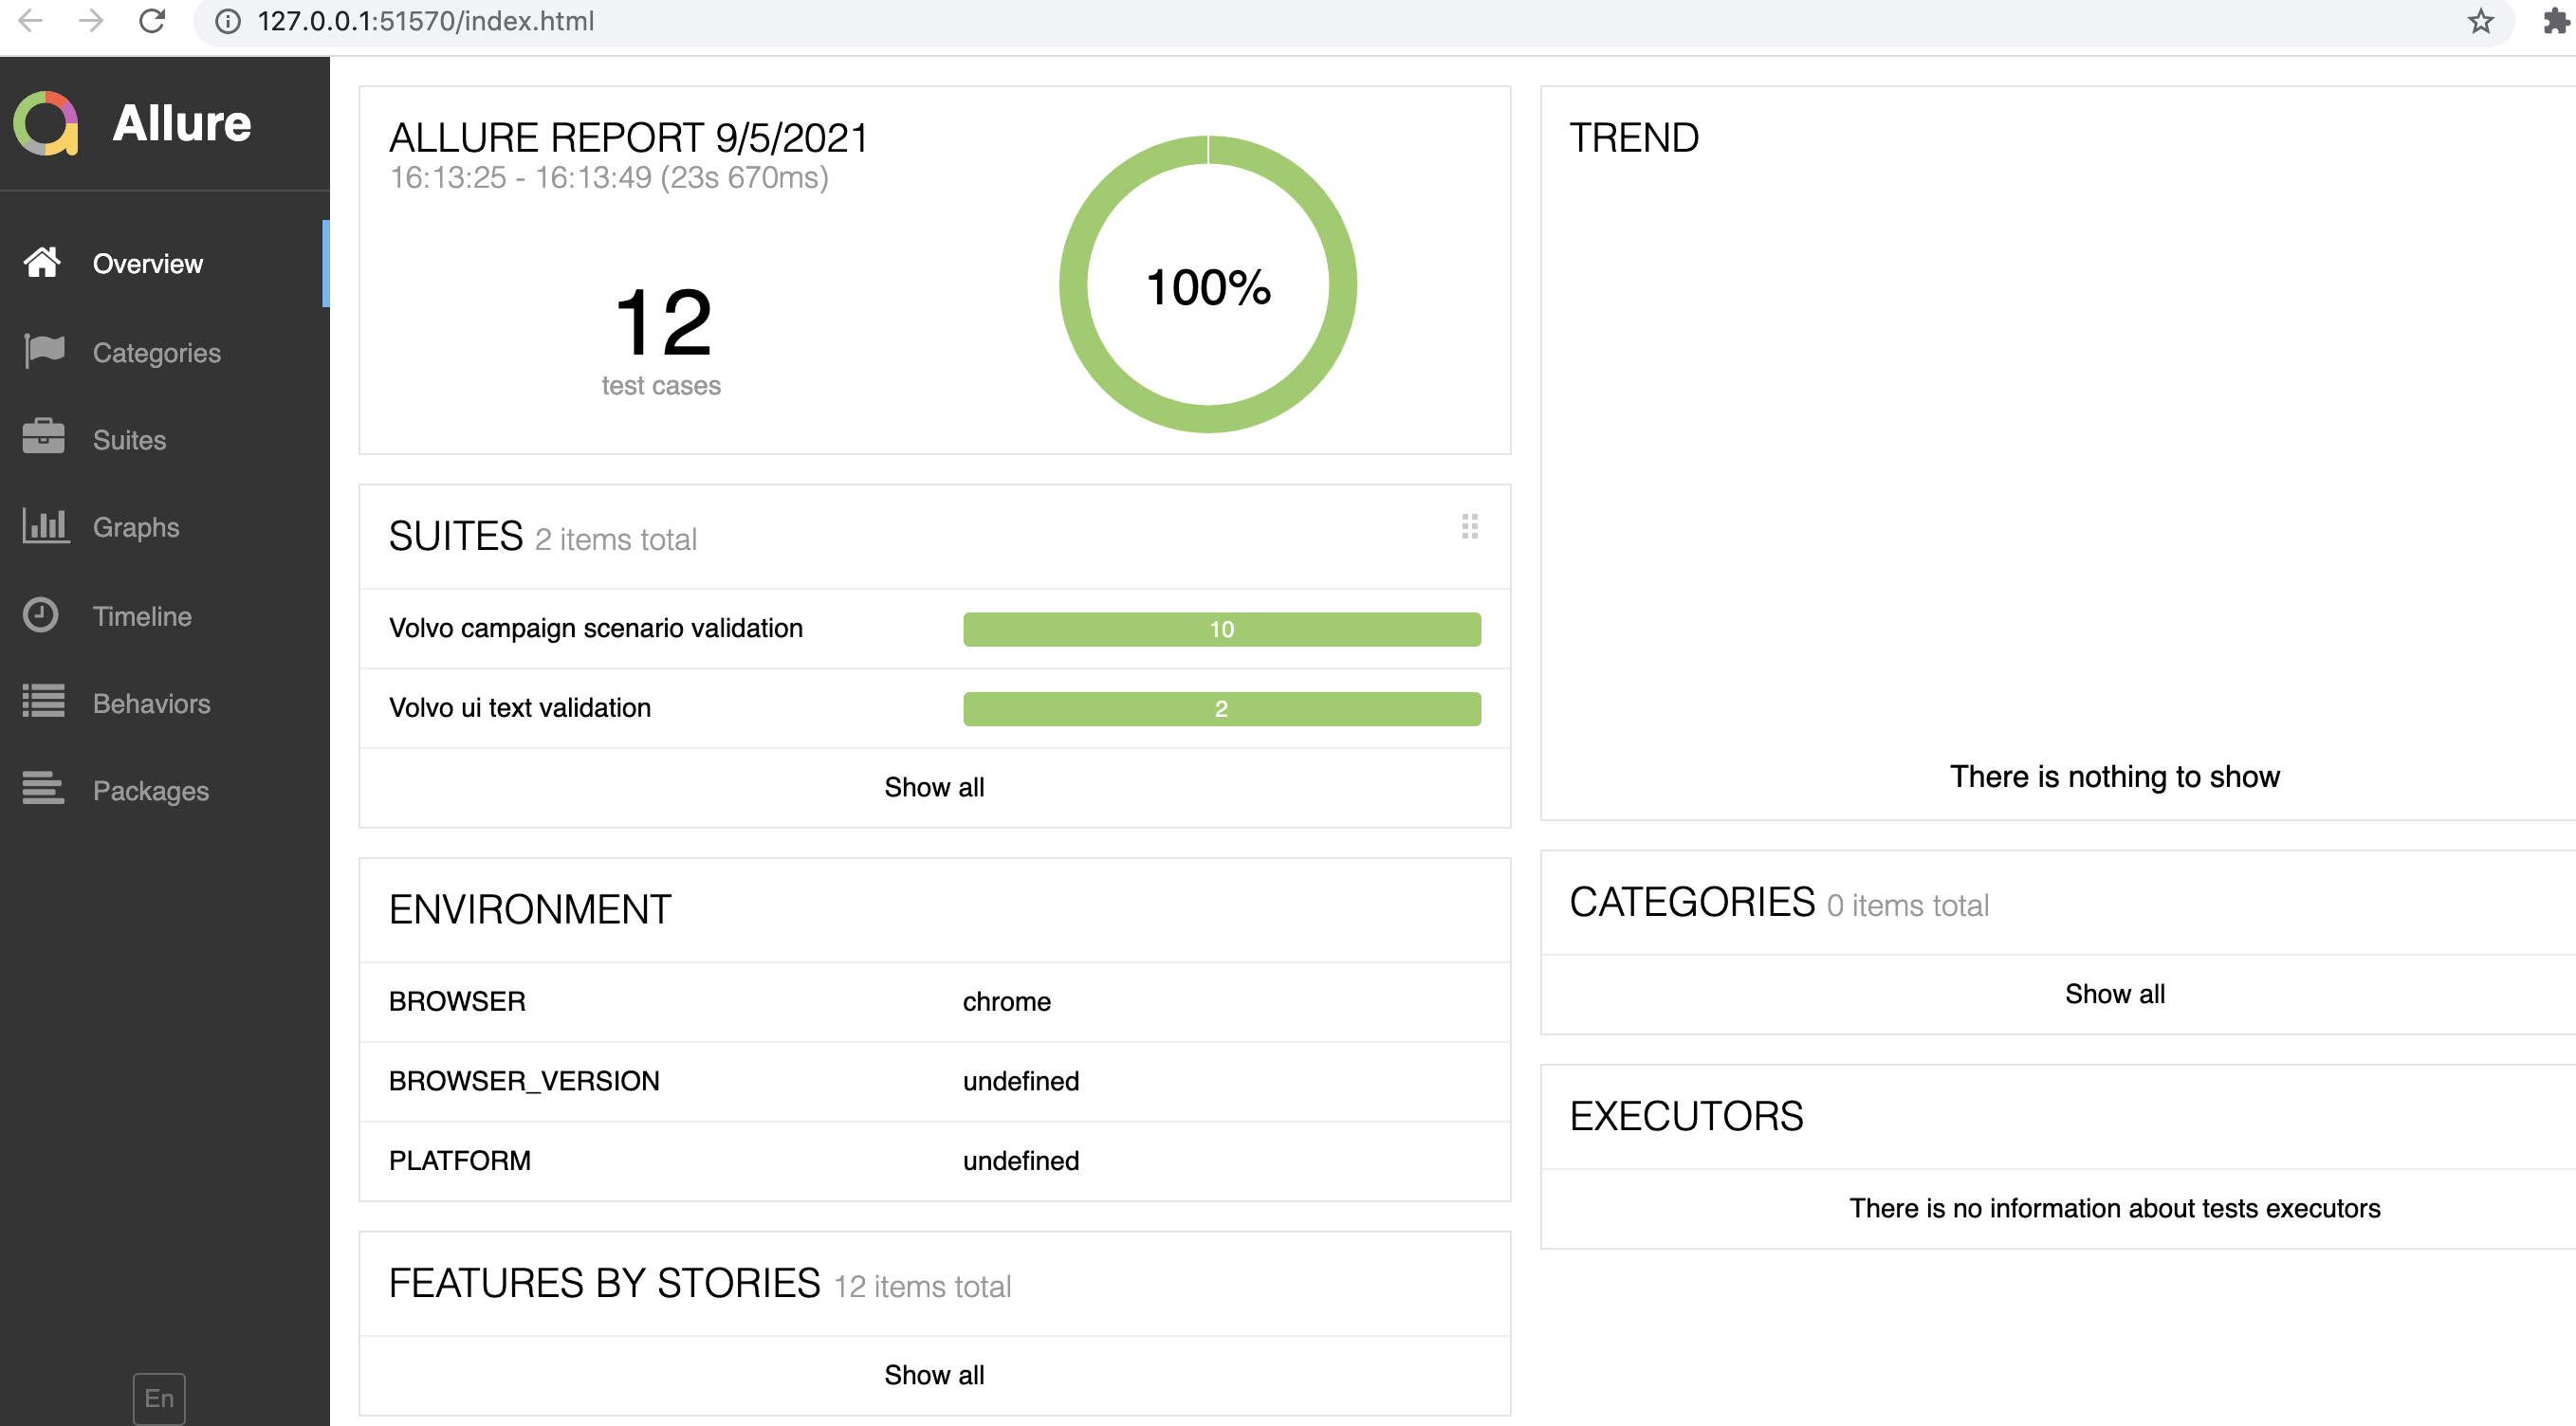 127.0.0.1:51570/index.html
Allure
Overview
Categories
Suites
Graphs
Timeline
Behaviors
Packages
En
ALLURE REPORT 9/5/2021
16:13:25 - 16:13:49 (23s 670ms)
12
test cases
100%
SUITES 2 items total
Volvo campaign scenario validation 10
Volvo ui text validation 2
Show all
ENVIRONMENT
BROWSER chrome
BROWSER_VERSION undefined
PLATFORM undefined
FEATURES BY STORIES 12 items total
Show all
TREND
There is nothing to show
CATEGORIES 0 items total
Show all
EXECUTORS
There is no information about tests executors